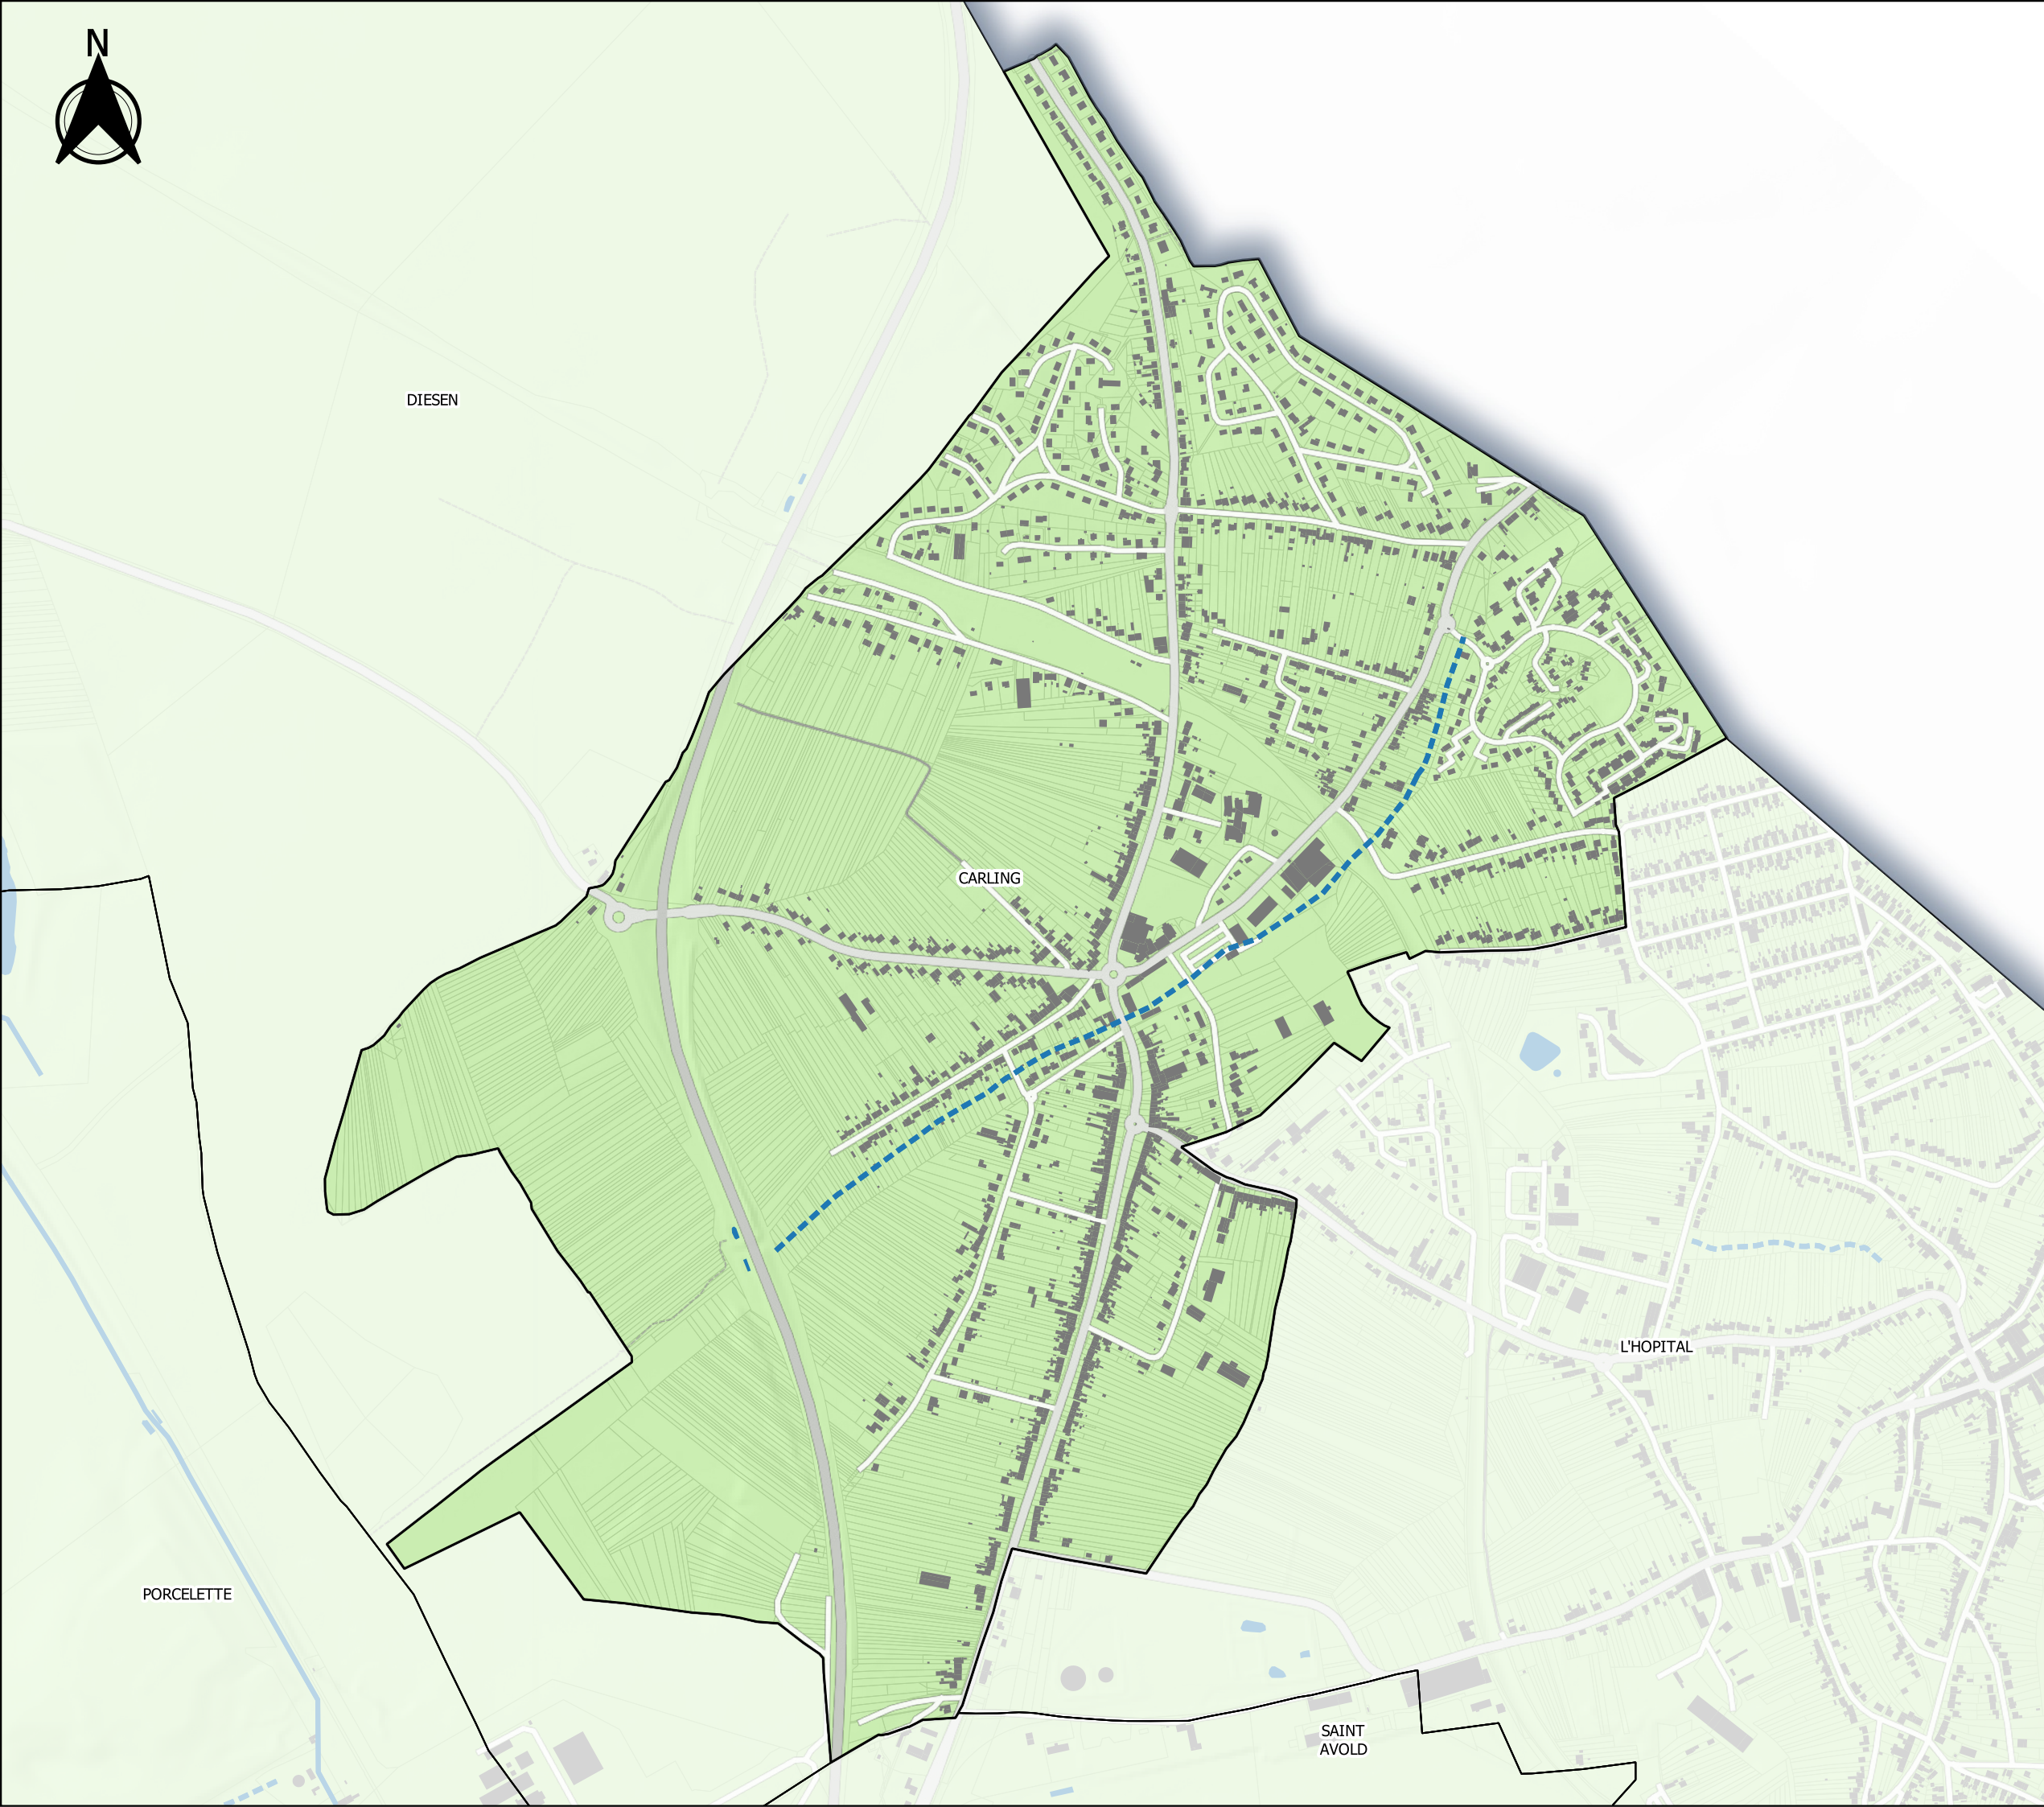 N
DIESEN
CARLING
L'HOPITAL
PORCELETTE
SAINT
AVOLD